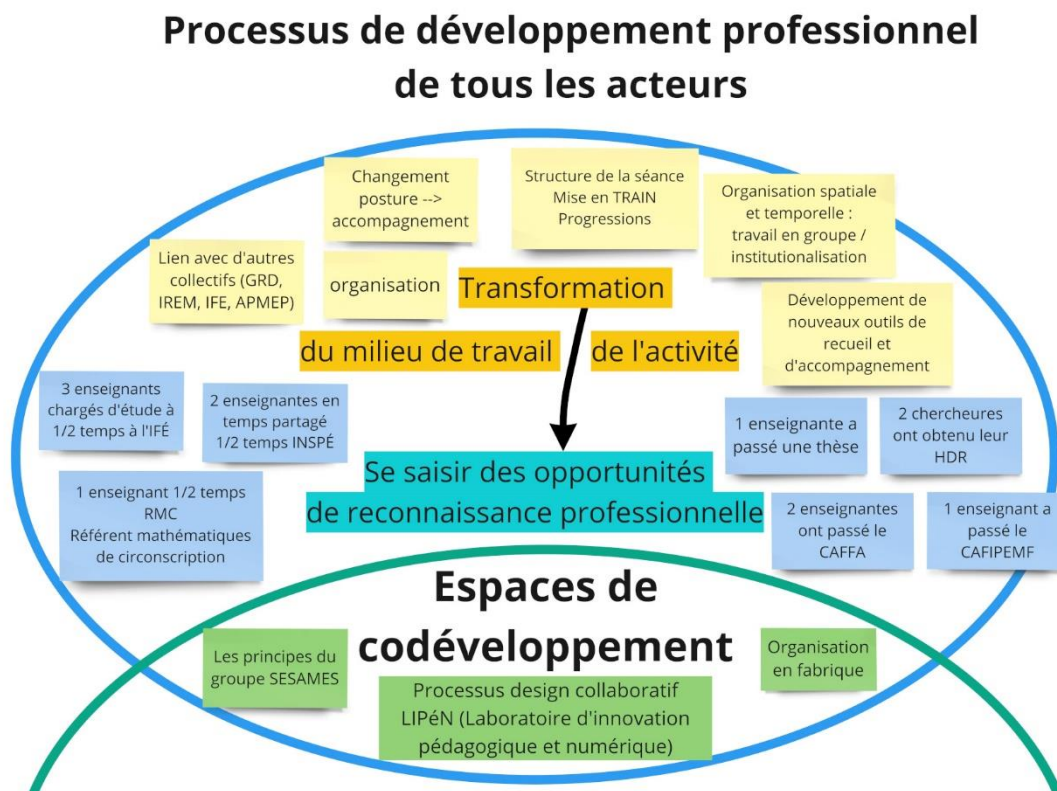 Processus de développement professionnel
de tous les acteurs
Changement
posture -->
accompagnement
Structure de la séance
Mise en TRAIN
Progressions
Organisation spatiale
et temporelle :
travail en groupe /
institutionalisation
Lien avec d'autres
collectifs (GRD,
IREM, IFE, APMEP)
organisation
Transformation
du milieu de travail
de l'activité
Développement de
nouveaux outils de
recueil et
d'accompagnement
3 enseignants
chargés d'étude à
1/2 temps à l'IFÉ
2 enseignantes en
temps partagé
1/2 temps INSPÉ
1 enseignant 1/2 temps
RMC
Référent mathématiques
de circonscription
Se saisir des opportunités
de reconnaissance professionnelle
1 enseignante a
passé une thèse
2 chercheures
ont obtenu leur
HDR
2 enseignantes
ont passé le
CAFFA
1 enseignant a
passé le
CAFIPEMF
Espaces de
codéveloppement
Les principes du
groupe SESAMES
Processus design collaboratif
LIPéN (Laboratoire d'innovation
pédagogique et numérique)
Organisation
en fabrique